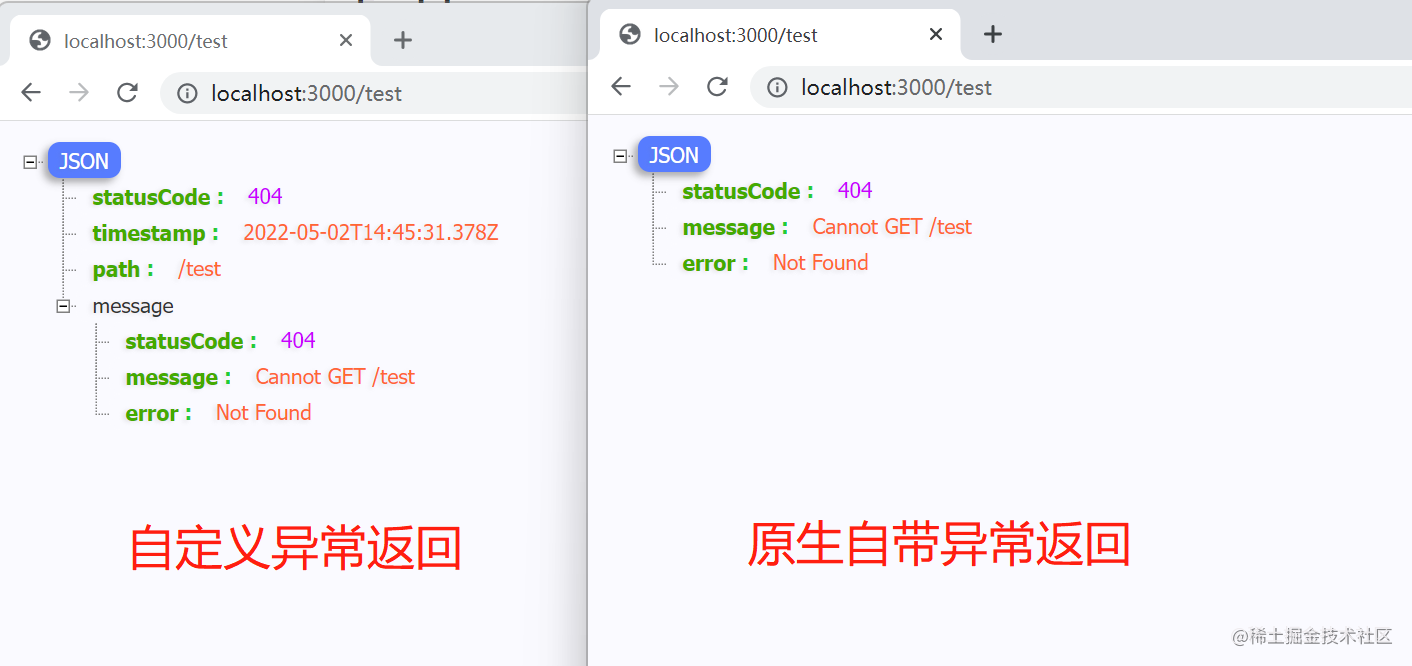 localhost:3000/test
localhost:3000/test
JSON
statusCode : 404
timestamp : 2022-05-02T14:45:31.378Z
path : /test
message
statusCode : 404
message : Cannot GET /test
error : Not Found
自定义异常返回
localhost:3000/test
localhost:3000/test
JSON
statusCode : 404
message : Cannot GET /test
error : Not Found
原生自带异常返回
@稀土掘金技术社区